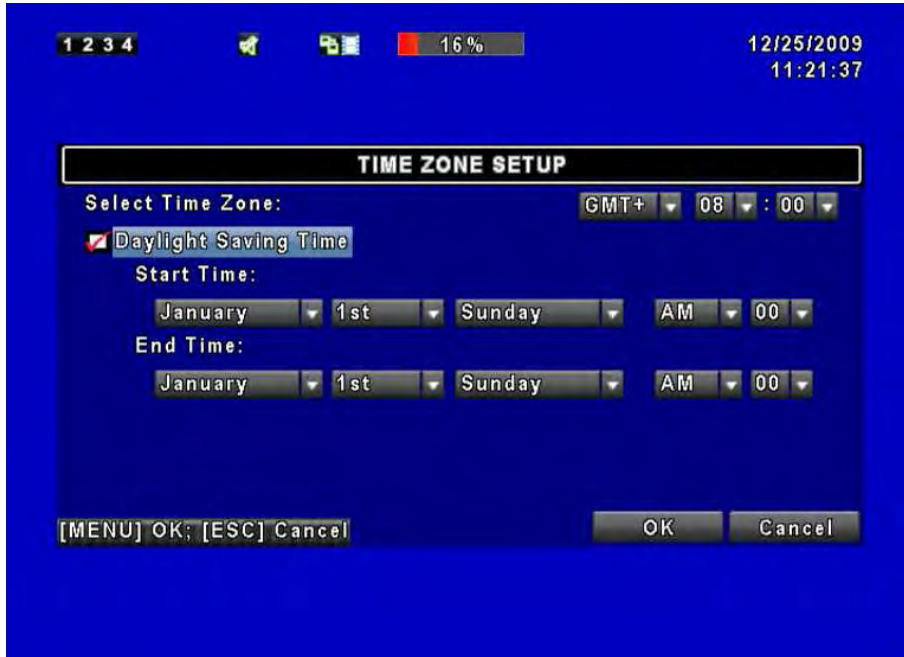 1 2 3 4 16% 12/25/2009
11:21:37
TIME ZONE SETUP
Select Time Zone: GMT+ 08 : 00
Daylight Saving Time
Start Time:
January 1st Sunday AM 00
End Time:
January 1st Sunday AM 00
[MENU] OK; [ESC] Cancel OK Cancel